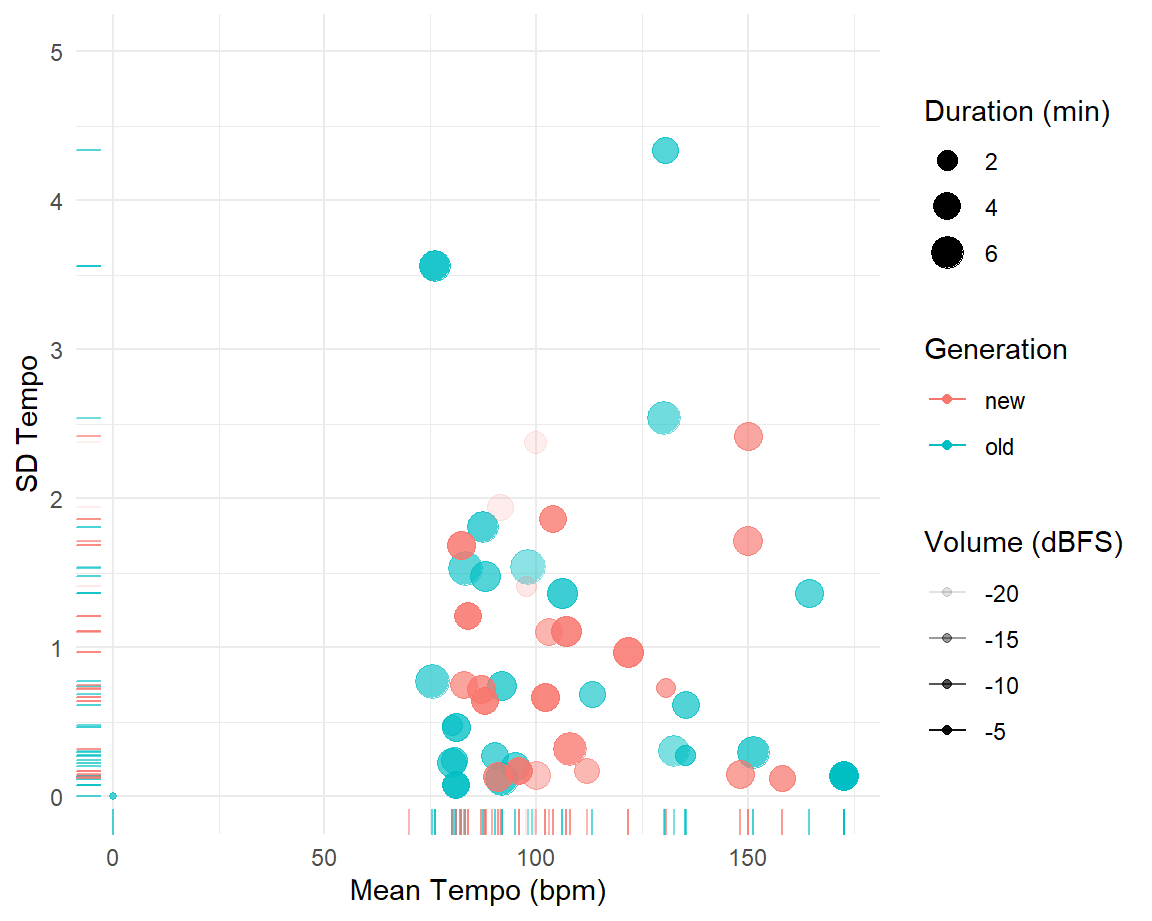 5
4
3
2
1
0
SD Tempo
0 50 100 150
Mean Tempo (bpm)
Duration (min)
2
4
6
Generation
new
old
Volume (dBFS)
-20
-15
-10
-5